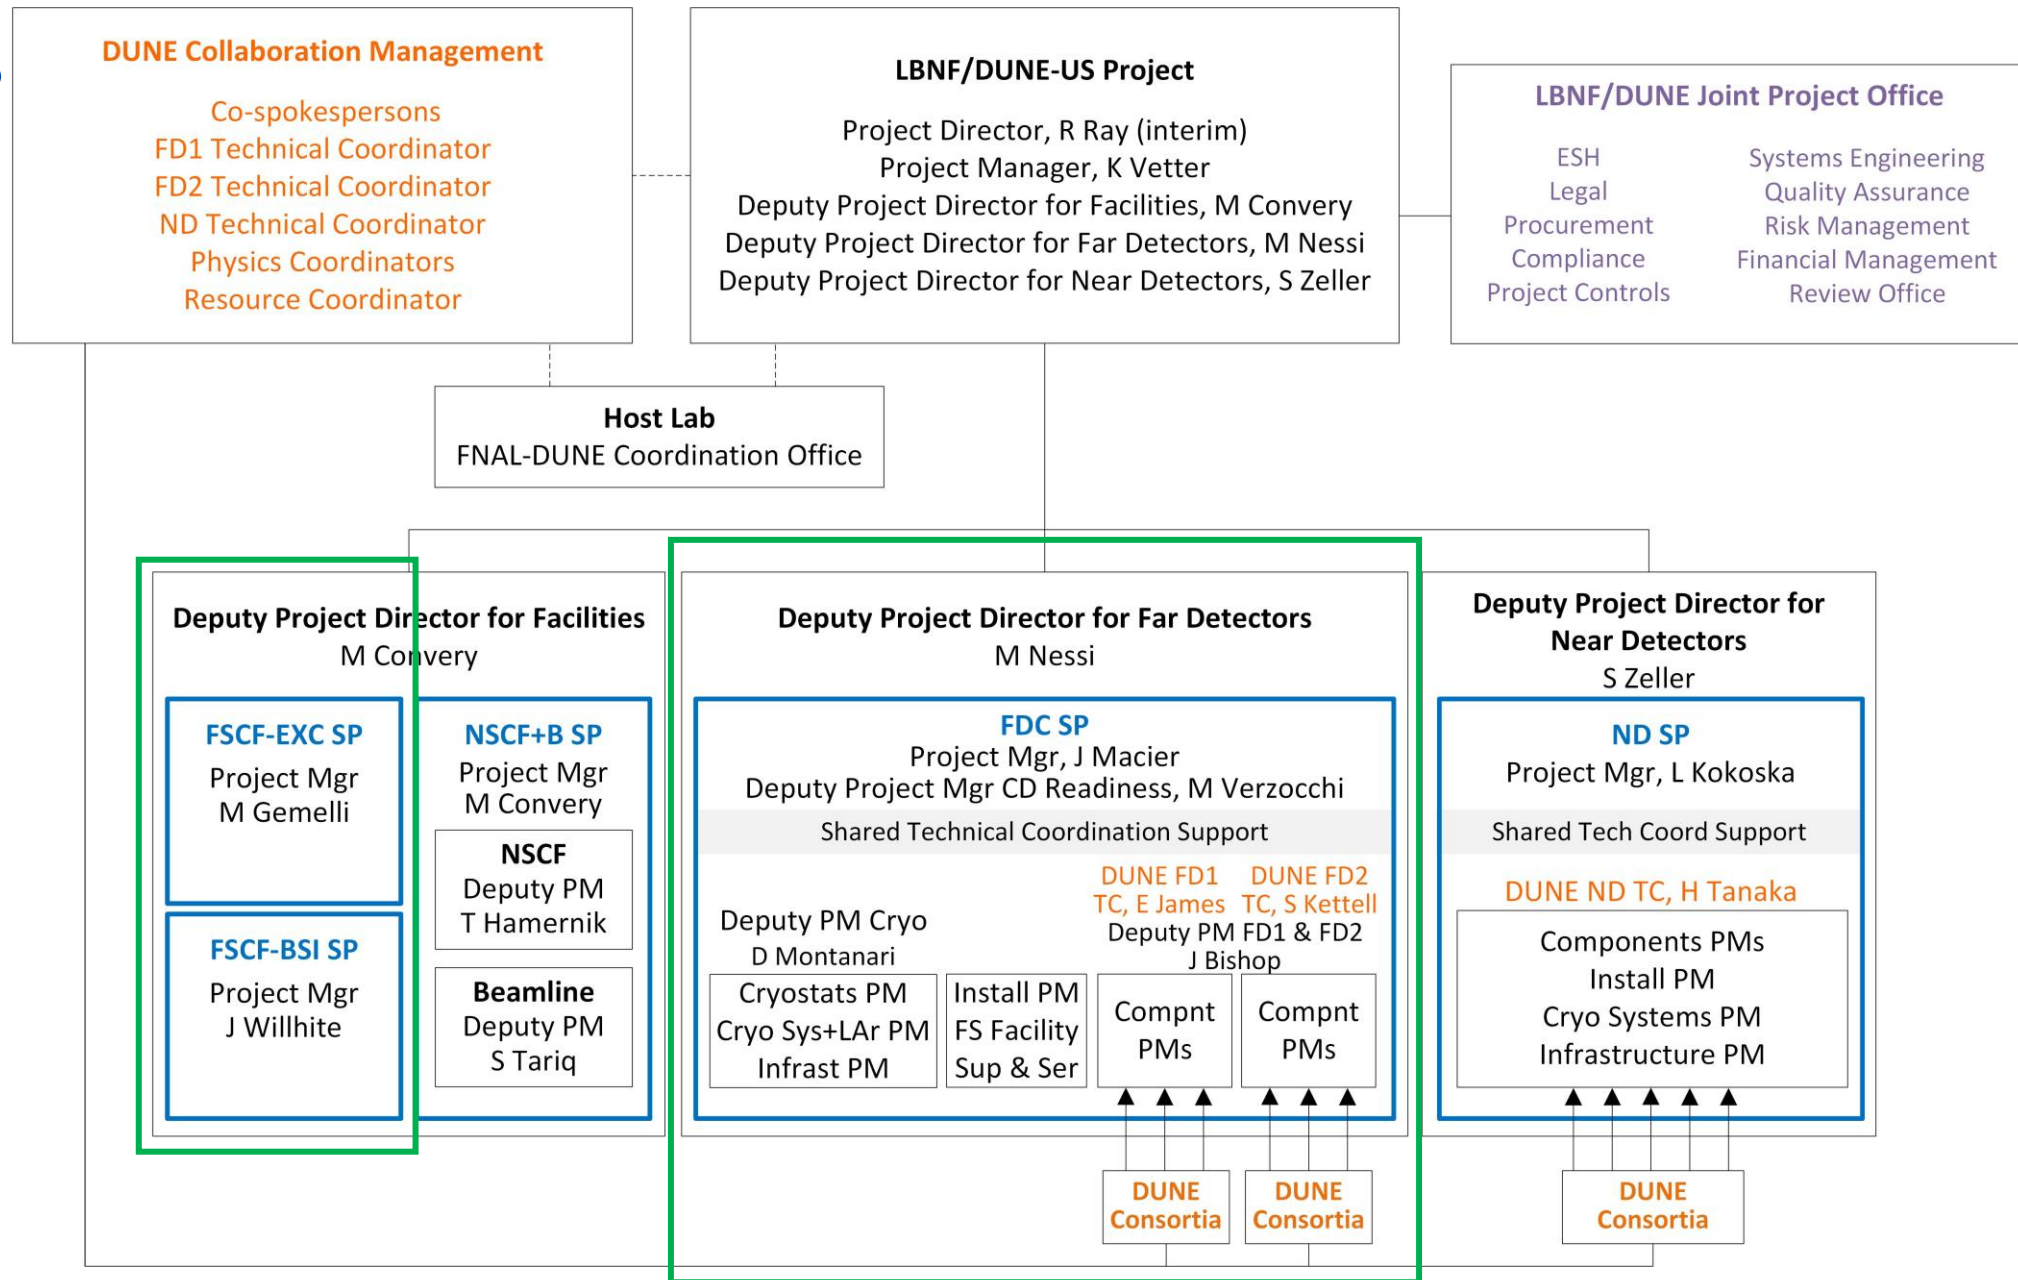 DUNE Collaboration Management
Co-spokespersons
FD1 Technical Coordinator
FD2 Technical Coordinator
ND Technical Coordinator
Physics Coordinators
Resource Coordinator
LBNF/DUNE-US Project
Project Director, R Ray (interim)
Project Manager, K Vetter
Deputy Project Director for Facilities, M Convery
Deputy Project Director for Far Detectors, M Nessi
Deputy Project Director for Near Detectors, S Zeller
LBNF/DUNE Joint Project Office
ESH
Legal
Procurement
Compliance
Project Controls
Systems Engineering
Quality Assurance
Risk Management
Financial Management
Review Office
Host Lab
FNAL-DUNE Coordination Office
Deputy Project Director for Facilities
M Convery
FSCF-EXC SP
Project Mgr
M Gemelli
FSCF-BSI SP
Project Mgr
J Willhite
NSCF+B SP
Project Mgr
M Convery
NSCF
Deputy PM
T Hamernik
Beamline
Deputy PM
S Tariq
Deputy Project Director for Far Detectors
M Nessi
FDC SP
Project Mgr, J Macier
Deputy Project Mgr CD Readiness, M Verzocchi
Shared Technical Coordination Support
Deputy PM Cryo
D Montanari
Cryostats PM
Cryo Sys+LAr PM
Infrast PM
Install PM
FS Facility
Sup & Ser
DUNE FD1
TC, E James
DUNE FD2
TC, S Kettell
Deputy PM FD1 & FD2
J Bishop
Compnt
PMs
Compnt
PMs
DUNE
Consortia
DUNE
Consortia
Deputy Project Director for
Near Detectors
S Zeller
ND SP
Project Mgr, L Kokoska
Shared Tech Coord Support
DUNE ND TC, H Tanaka
Components PMs
Install PM
Cryo Systems PM
Infrastructure PM
DUNE
Consortia